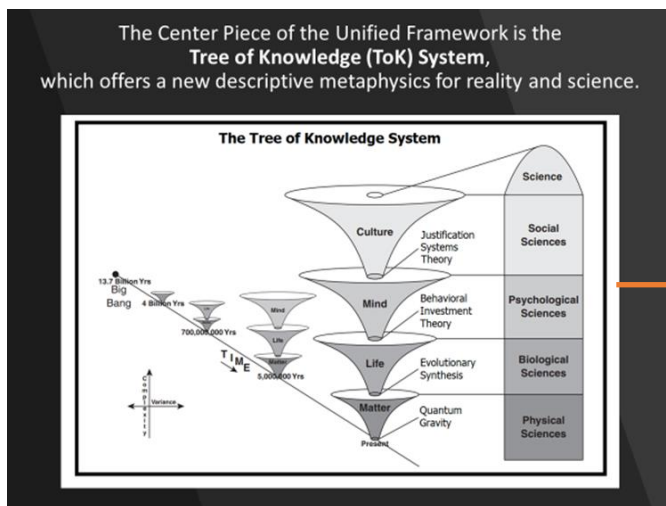 The Center Piece of the Unified Framework is the
Tree of Knowledge (ToK) System,
which offers a new descriptive metaphysics for reality and science.
The Tree of Knowledge System
Science
Culture
Justification
Systems
Theory
Social
Sciences
13.7 Billion Yrs
Big
Bang
4 Billion Yrs
700,000,000 Yrs
Mind
Life
Matter
5,000,000 Yrs
TIME
Mind
Behavioral
Investment
Theory
Psychological
Sciences
Life
Evolutionary
Synthesis
Biological
Sciences
Matter
Quantum
Gravity
Physical
Sciences
Present
Complexity
Variance